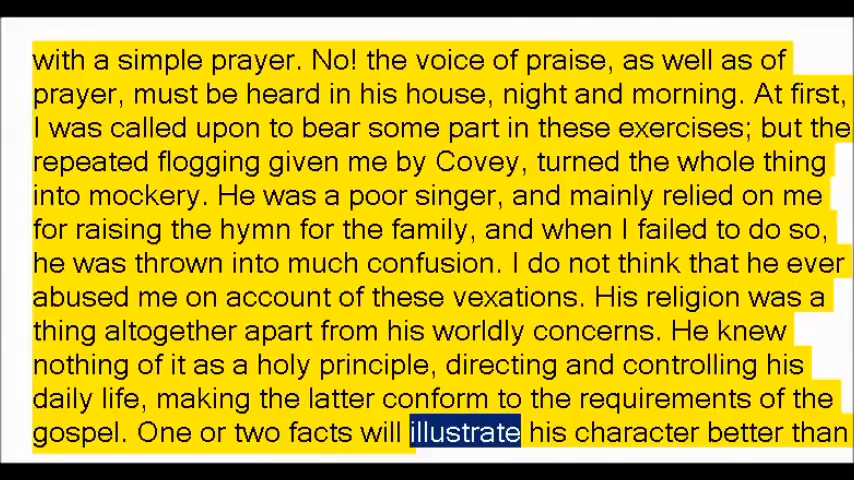 with a simple prayer. No! the voice of praise, as well as of
prayer, must be heard in his house, night and morning. At first,
I was called upon to bear some part in these exercises; but the
repeated flogging given me by Covey, turned the whole thing
into mockery. He was a poor singer, and mainly relied on me
for raising the hymn for the family, and when I failed to do so,
he was thrown into much confusion. I do not think that he ever
abused me on account of these vexations. His religion was a
thing altogether apart from his worldly concerns. He knew
nothing of it as a holy principle, directing and controlling his
daily life, making the latter conform to the requirements of the
gospel. One or two facts will illustrate his character better than